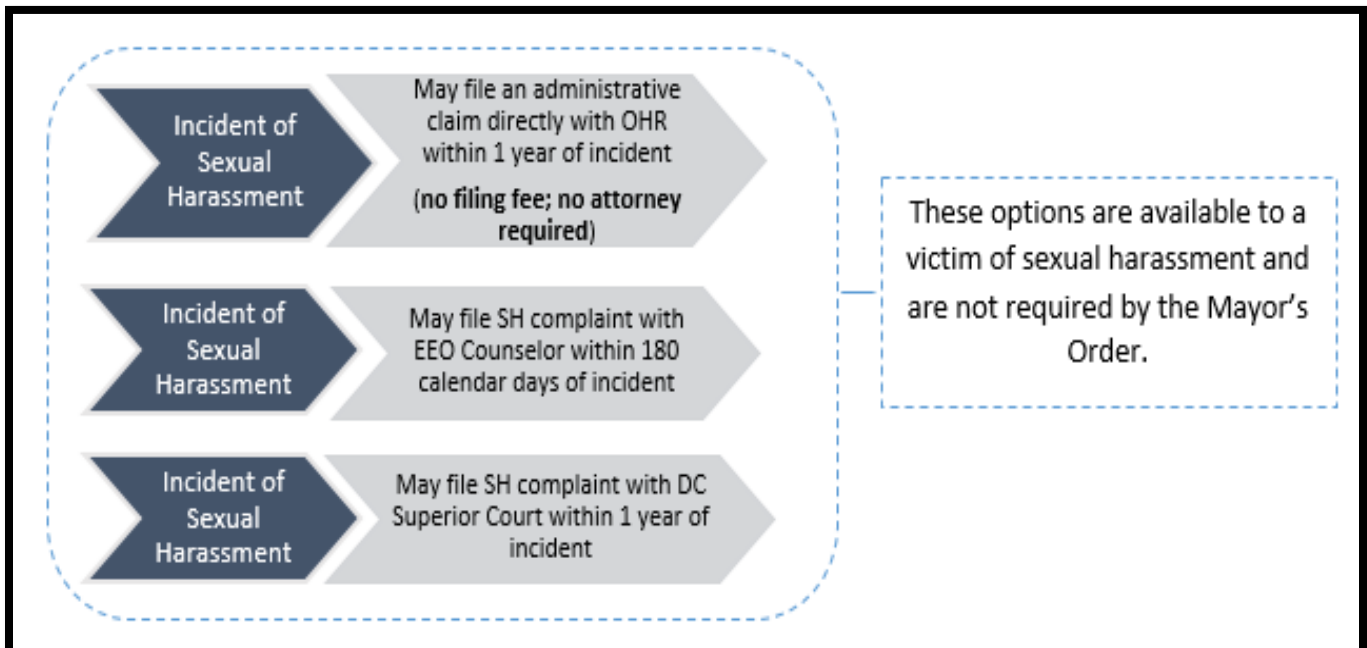 Incident of
Sexual
Harassment
May file an administrative
claim directly with OHR
within 1 year of incident
(no filing fee; no attorney
required)
Incident of
Sexual
Harassment
May file SH complaint with
EEO Counselor within 180
calendar days of incident
Incident of
Sexual
Harassment
May file SH complaint with DC
Superior Court within 1 year of
incident
These options are available to a
victim of sexual harassment and
are not required by the Mayor’s
Order.